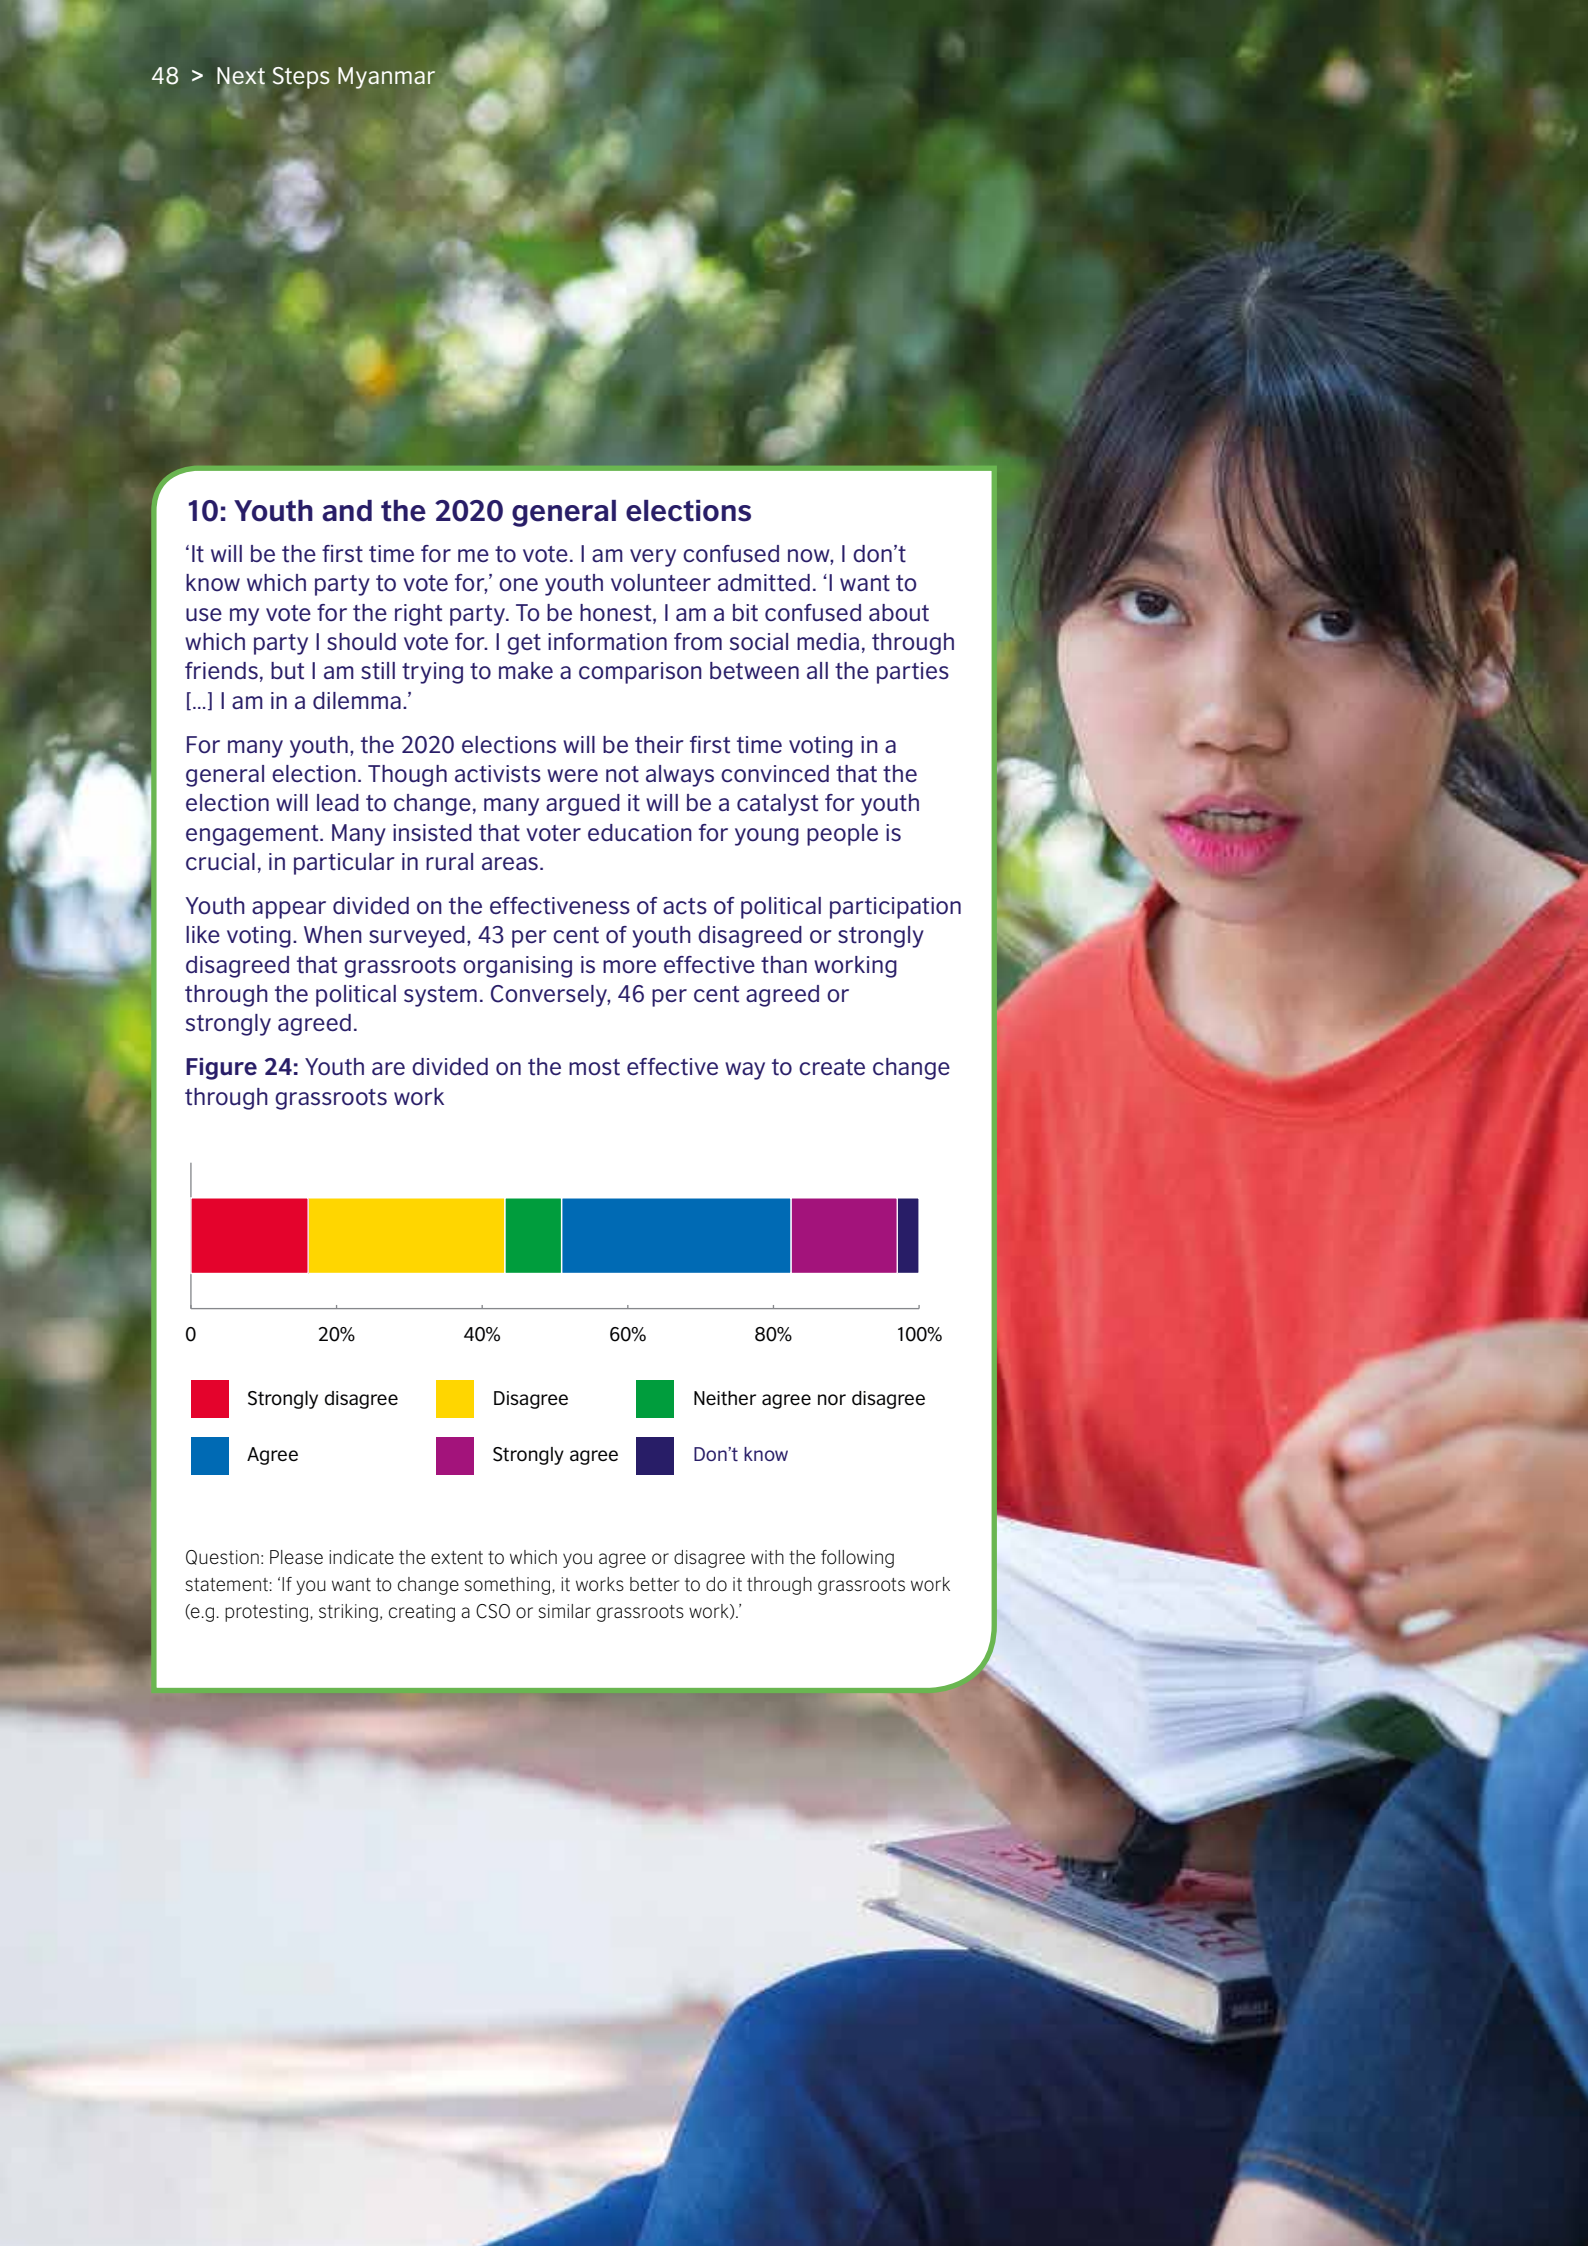 48 > Next Steps Myanmar
10: Youth and the 2020 general elections
‘It will be the first time for me to vote. I am very confused now, I don’t
know which party to vote for,’ one youth volunteer admitted. ‘I want to
use my vote for the right party. To be honest, I am a bit confused about
which party I should vote for. I get information from social media, through
friends, but I am still trying to make a comparison between all the parties
[...] I am in a dilemma.’
For many youth, the 2020 elections will be their first time voting in a
general election. Though activists were not always convinced that the
election will lead to change, many argued it will be a catalyst for youth
engagement. Many insisted that voter education for young people is
crucial, in particular in rural areas.
Youth appear divided on the effectiveness of acts of political participation
like voting. When surveyed, 43 per cent of youth disagreed or strongly
disagreed that grassroots organising is more effective than working
through the political system. Conversely, 46 per cent agreed or
strongly agreed.
Figure 24: Youth are divided on the most effective way to create change
through grassroots work
0 20% 40% 60% 80% 100%
Strongly disagree Disagree Neither agree nor disagree
Agree Strongly agree Don’t know
Question: Please indicate the extent to which you agree or disagree with the following
statement: ‘If you want to change something, it works better to do it through grassroots work
(e.g. protesting, striking, creating a CSO or similar grassroots work).’